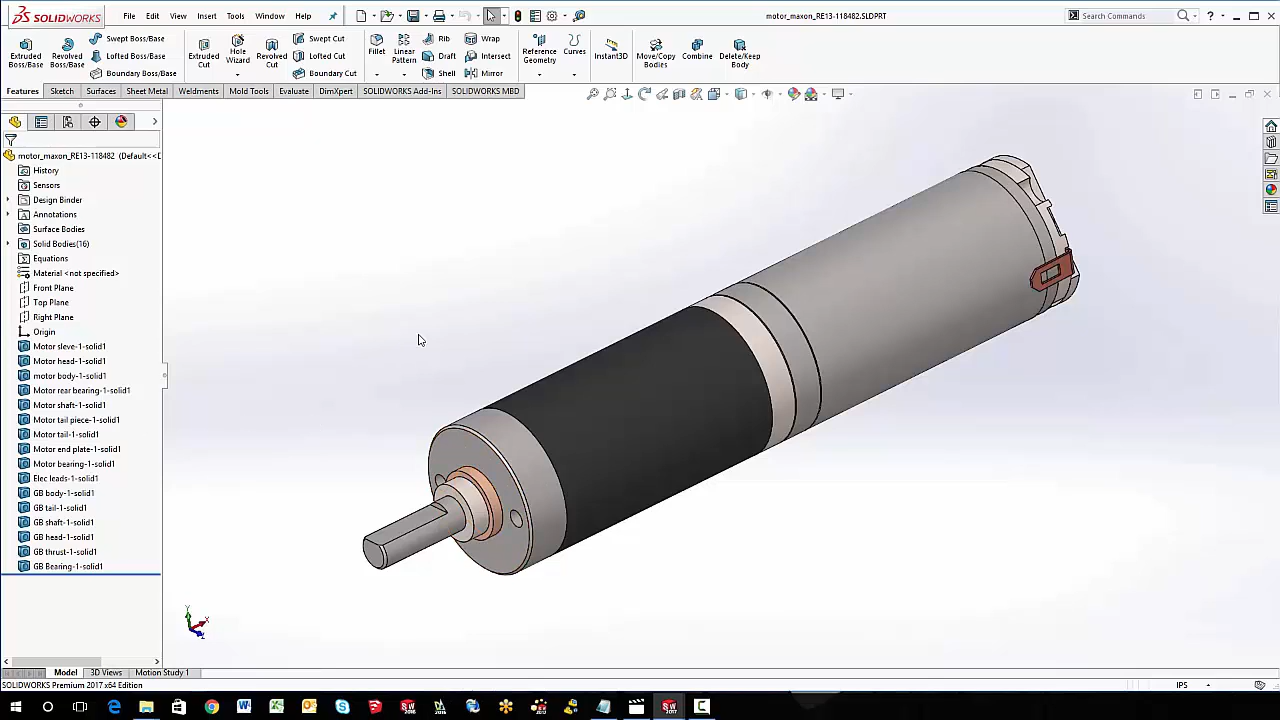 SOLIDWORKS File Edit View Insert Tools Window Help motor_maxon_RE13-118482.SLDPRT Search Commands ?
Extruded Boss/Base
Revolved Boss/Base
Swept Boss/Base
Lofted Boss/Base
Boundary Boss/Base
Extruded Cut
Hole Wizard
Revolved Cut
Swept Cut
Lofted Cut
Boundary Cut
Fillet
Linear Pattern
Rib
Draft
Shell
Wrap
Intersect
Mirror
Reference Geometry
Curves
Instant3D
Move/Copy Bodies
Combine
Delete/Keep Body
Features Sketch Surfaces Sheet Metal Weldments Mold Tools Evaluate DimXpert SOLIDWORKS Add-Ins SOLIDWORKS MBD
motor_maxon_RE13-118482 (Default<<D
History
Sensors
Design Binder
Annotations
Surface Bodies
Solid Bodies(16)
Equations
Material <not specified>
Front Plane
Top Plane
Right Plane
Origin
Motor sleve-1-solid1
Motor head-1-solid1
motor body-1-solid1
Motor rear bearing-1-solid1
Motor shaft-1-solid1
Motor tail piece-1-solid1
Motor tail-1-solid1
Motor end plate-1-solid1
Motor bearing-1-solid1
Elec leads-1-solid1
GB body-1-solid1
GB tail-1-solid1
GB shaft-1-solid1
GB head-1-solid1
GB thrust-1-solid1
GB Bearing-1-solid1
Model 3D Views Motion Study 1
SOLIDWORKS Premium 2017 x64 Edition IPS